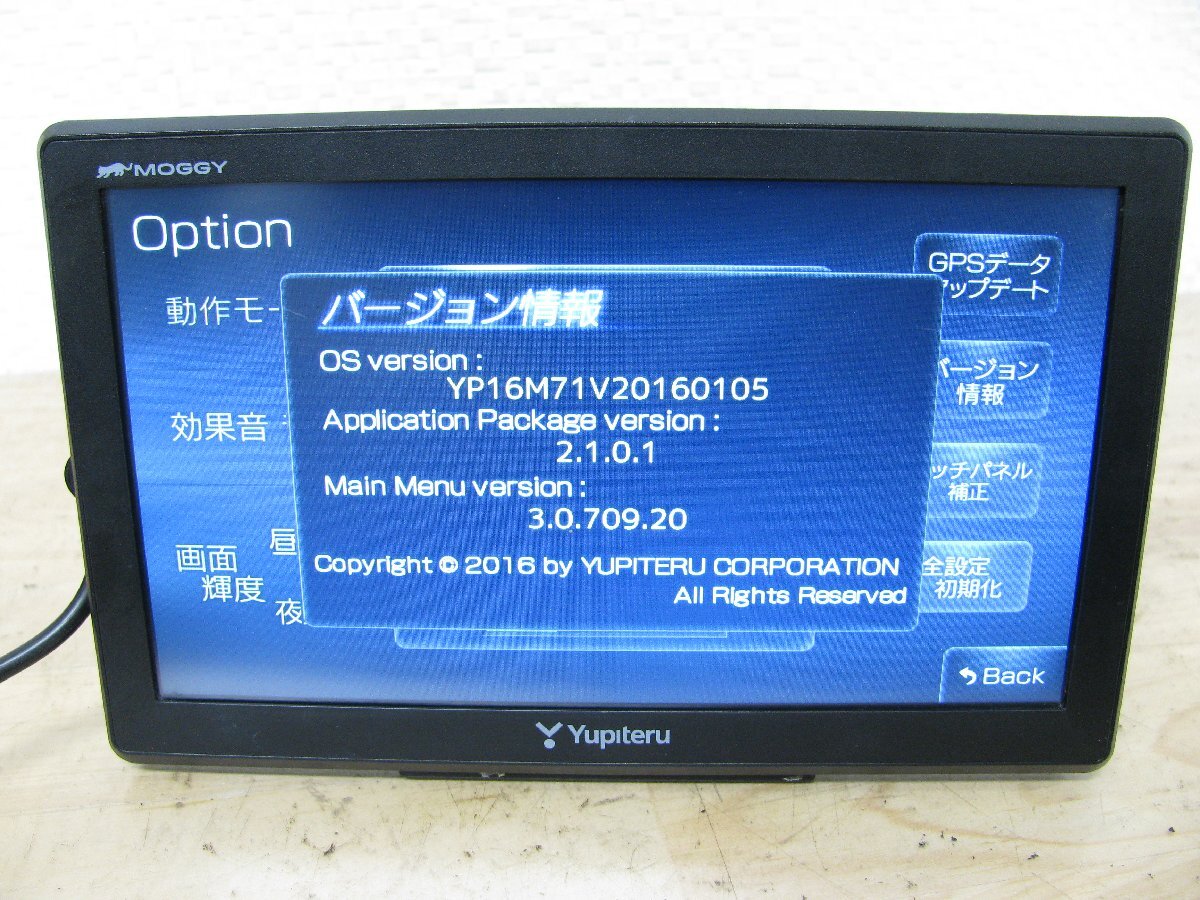 MOGGY
Option
動作モー
効果音
画面
輝度
昼
夜
バージョン情報
OS version :
YP16M71V20160105
Application Package version :
2.1.0.1
Main Menu version :
3.0.709.20
Copyright © 2016 by YUPITERU CORPORATION
All Rights Reserved
GPSデータ
アップデート
バージョン
情報
ッチパネル
補正
全設定
初期化
Back
Yupiteru